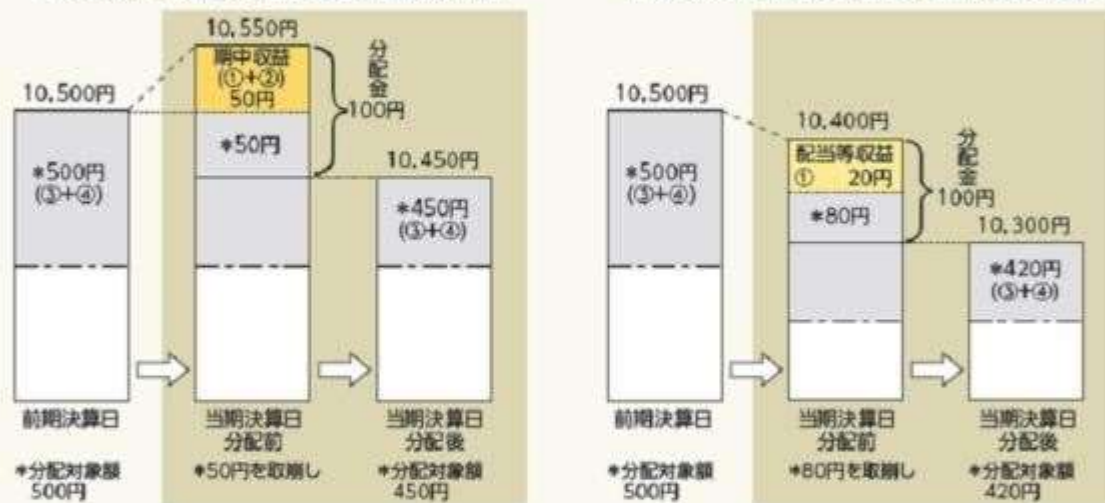 10,550円
期中収益
(①+②)
50円
分配金
100円
10,500円
*500円
(③+④)
*50円
10,450円
*450円
(③+④)
前期決算日
当期決算日
分配前
当期決算日
分配後
*分配対象額
500円
*50円を取崩し
*分配対象額
450円
10,500円
*500円
(③+④)
10,400円
配当等収益
① 20円
*80円
分配金
100円
10,300円
*420円
(③+④)
前期決算日
当期決算日
分配前
当期決算日
分配後
*分配対象額
500円
*80円を取崩し
*分配対象額
420円